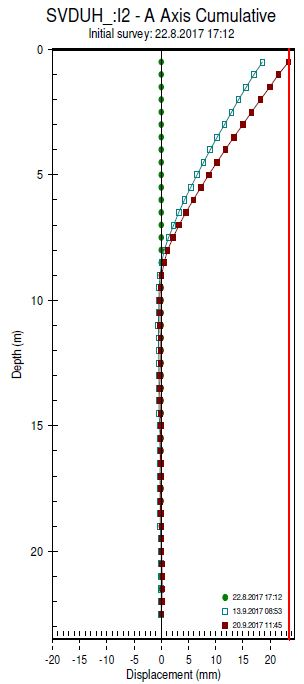 SVDUH_:I2 - A Axis Cumulative
Initial survey: 22.8.2017 17:12
0
5
10
15
20
Depth (m)
22.8.2017 17:12
13.9.2017 08:53
20.9.2017 11:45
-20 -15 -10 -5 0 5 10 15 20
Displacement (mm)